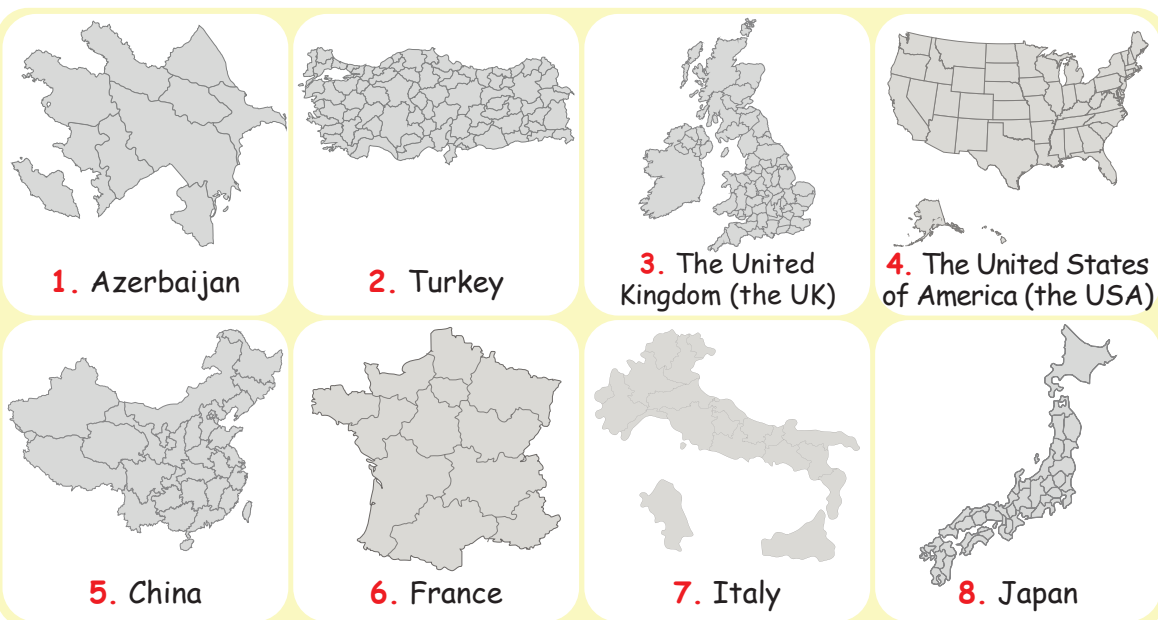 1. Azerbaijan
2. Turkey
3. The United
Kingdom (the UK)
4. The United States
of America (the USA)
5. China
6. France
7. Italy
8. Japan